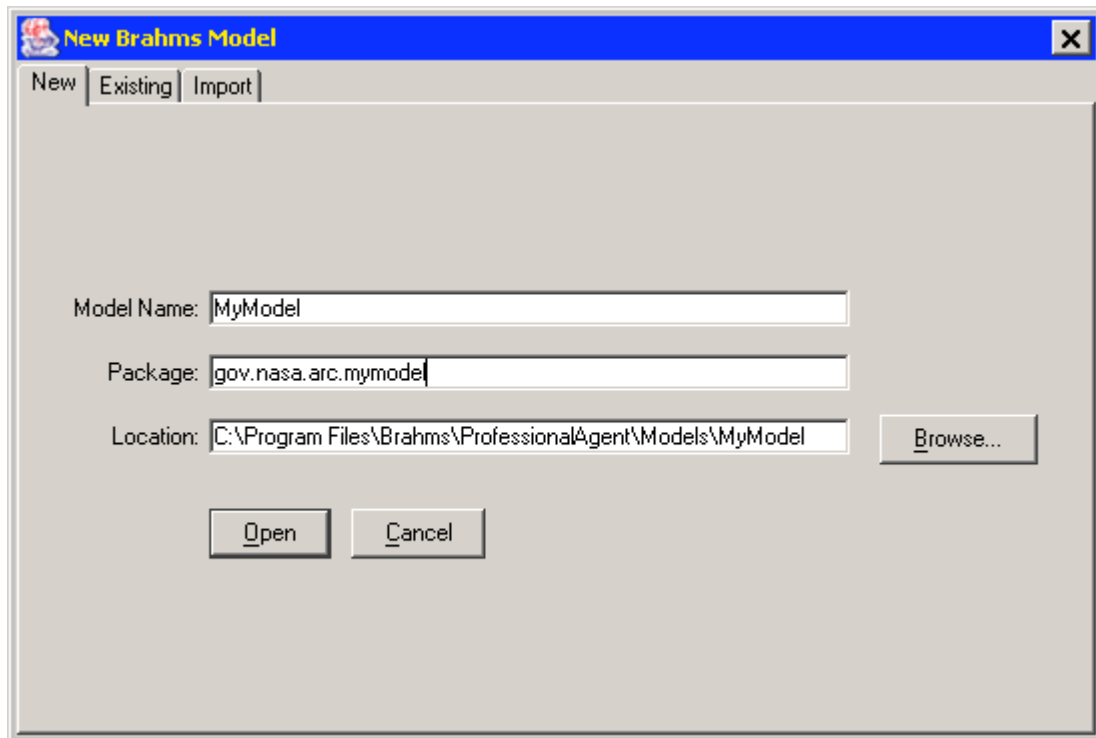 New Brahms Model
New Existing Import
Model Name: MyModel
Package: gov.nasa.arc.mymodel
Location: C:\Program Files\Brahms\ProfessionalAgent\Models\MyModel Browse...
Open Cancel